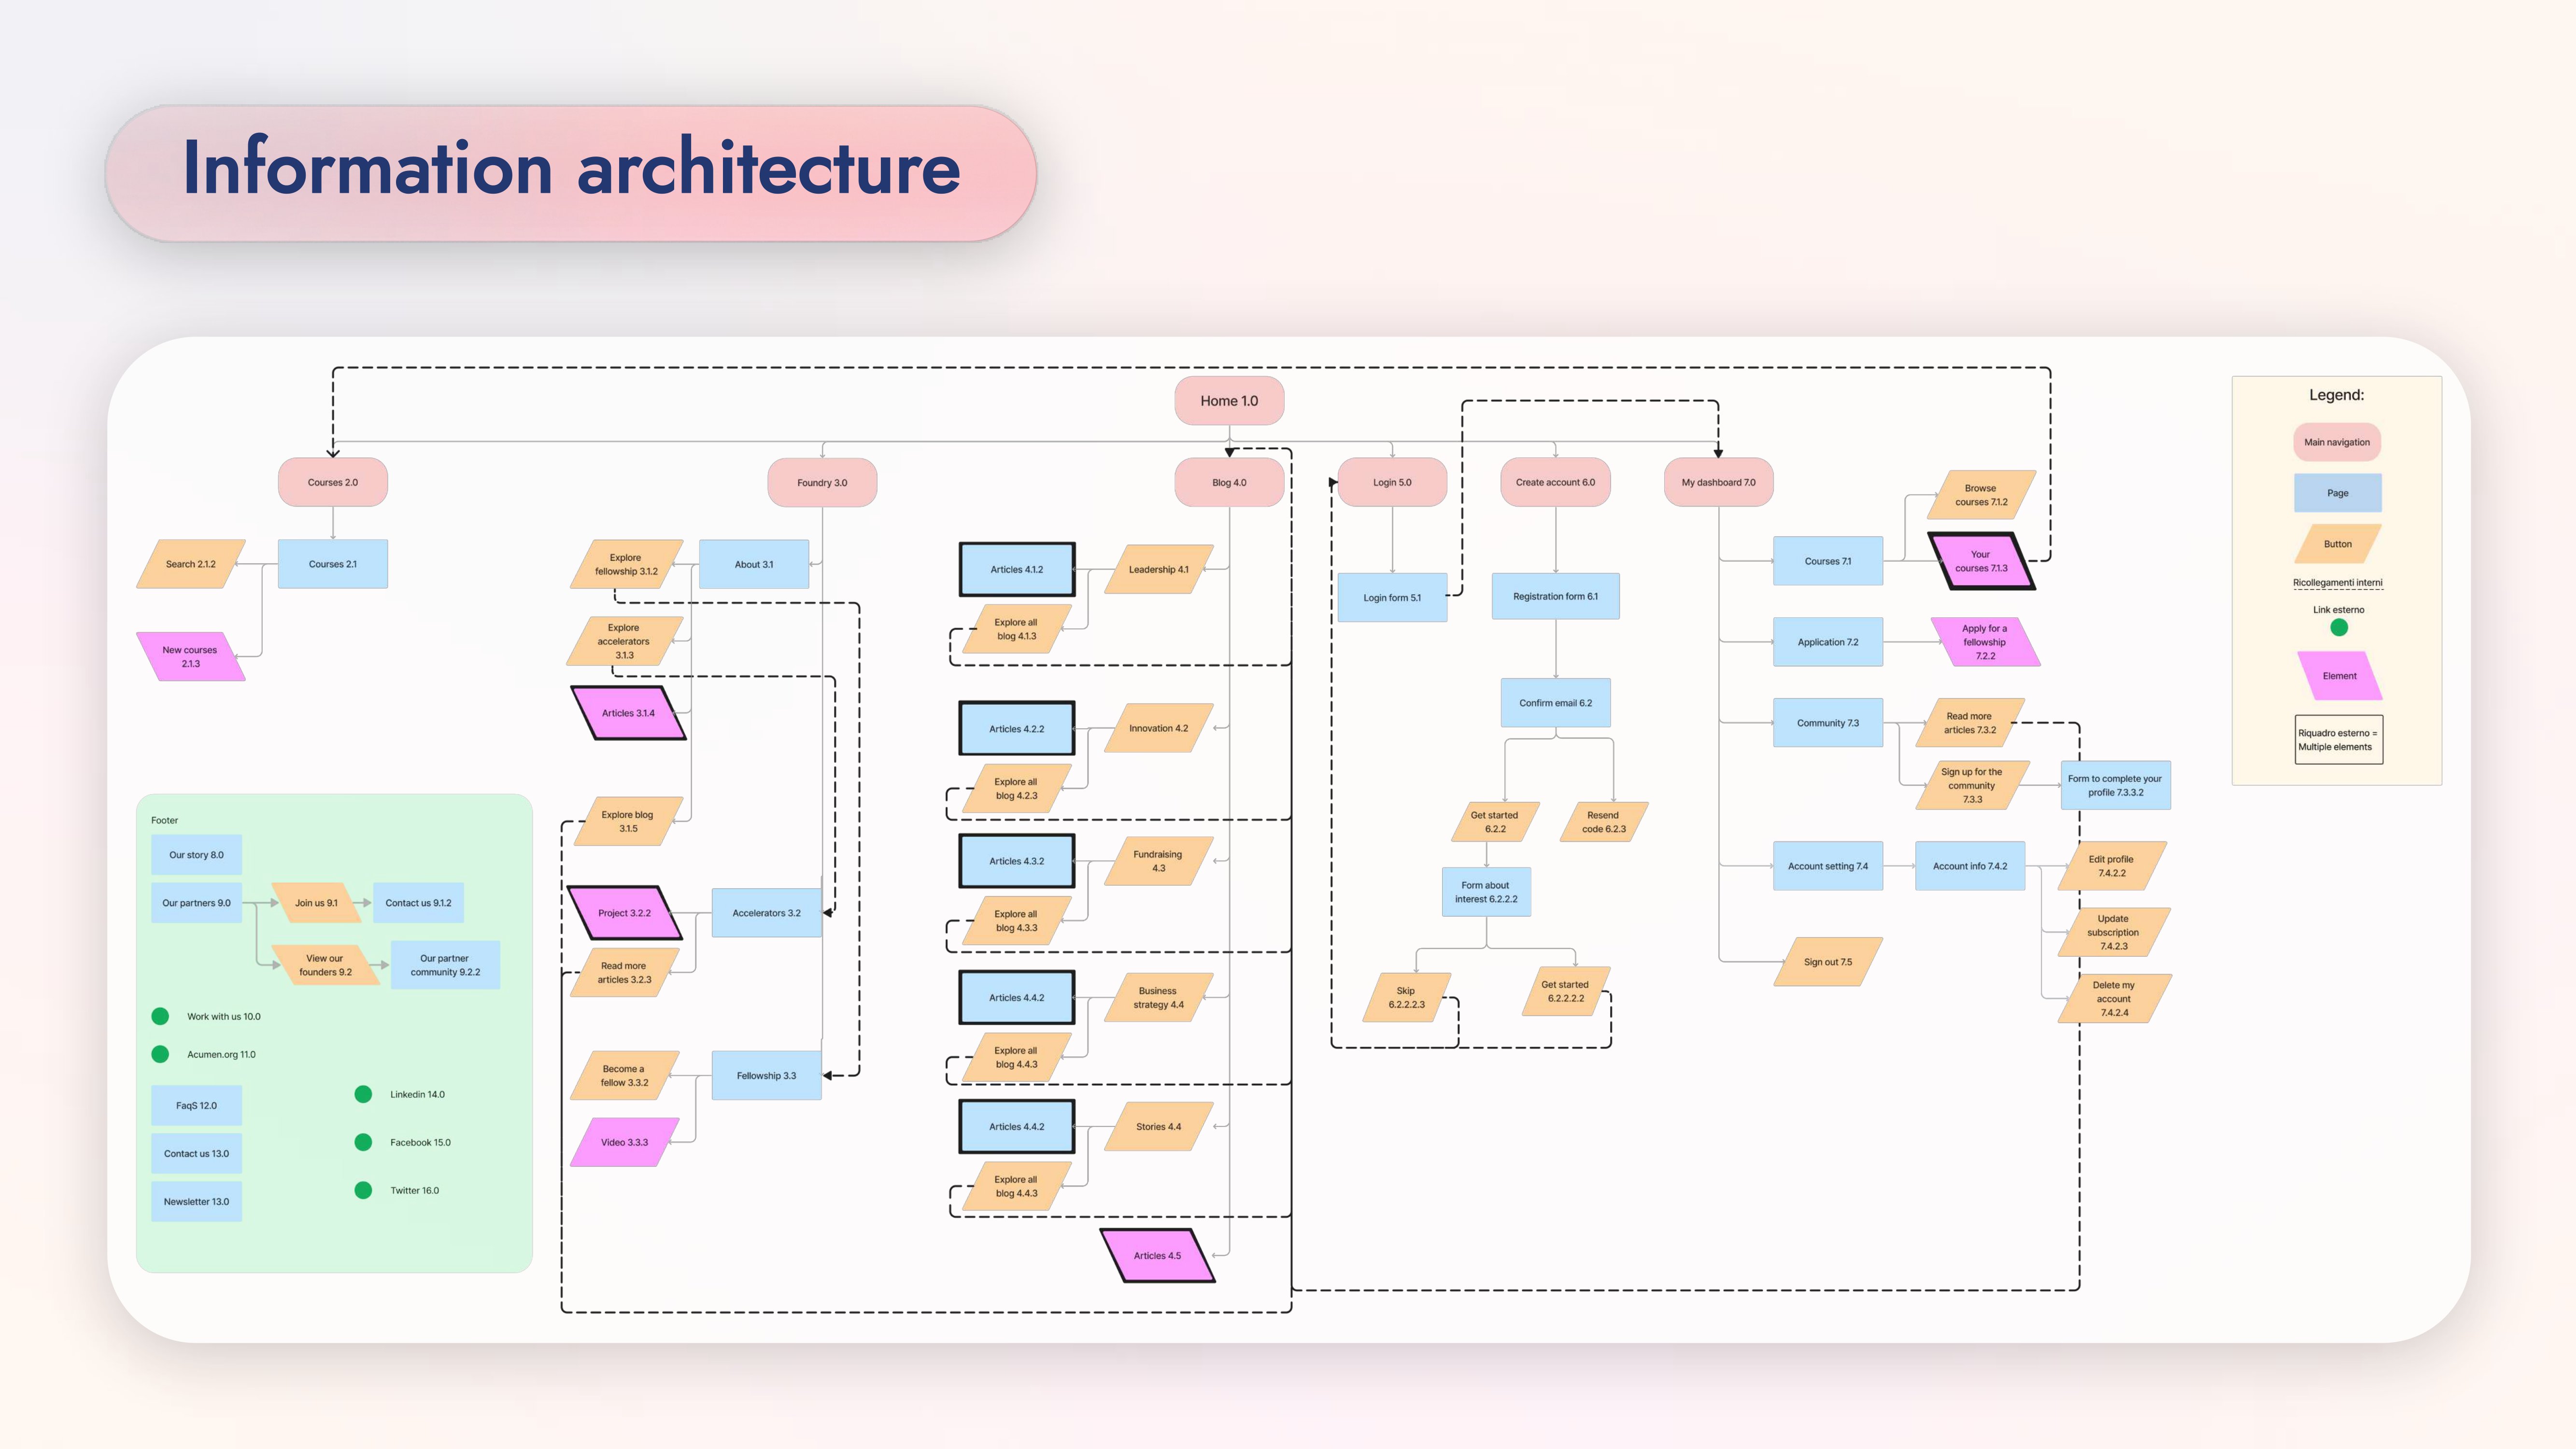 Information architecture
Home 1.0
Courses 2.0
Foundry 3.0
Blog 4.0
Login 5.0
Create account 6.0
My dashboard 7.0
Search 2.1.2
Courses 2.1
New courses
2.1.3
Explore
fellowship 3.1.2
About 3.1
Explore
accelerators
3.1.3
Articles 3.1.4
Explore blog
3.1.5
Project 3.2.2
Accelerators 3.2
Read more
articles 3.2.3
Become a
fellow 3.3.2
Fellowship 3.3
Video 3.3.3
Articles 4.1.2
Leadership 4.1
Explore all
blog 4.1.3
Articles 4.2.2
Innovation 4.2
Explore all
blog 4.2.3
Articles 4.3.2
Fundraising
4.3
Explore all
blog 4.3.3
Articles 4.4.2
Business
strategy 4.4
Explore all
blog 4.4.3
Articles 4.4.2
Stories 4.4
Explore all
blog 4.4.3
Articles 4.5
Login form 5.1
Registration form 6.1
Confirm email 6.2
Get started
6.2.2
Resend
code 6.2.3
Form about
interest 6.2.2.2
Skip
6.2.2.2.3
Get started
6.2.2.2.2
Courses 7.1
Browse
courses 7.1.2
Your
courses 7.1.3
Application 7.2
Apply for a
fellowship
7.2.2
Community 7.3
Read more
articles 7.3.2
Sign up for the
community
7.3.3
Form to complete your
profile 7.3.3.2
Account setting 7.4
Account info 7.4.2
Edit profile
7.4.2.2
Update
subscription
7.4.2.3
Delete my
account
7.4.2.4
Sign out 7.5
Footer
Our story 8.0
Our partners 9.0
Join us 9.1
Contact us 9.1.2
View our
founders 9.2
Our partner
community 9.2.2
Work with us 10.0
Acumen.org 11.0
FaqS 12.0
Contact us 13.0
Newsletter 13.0
Linkedin 14.0
Facebook 15.0
Twitter 16.0
Legend:
Main navigation
Page
Button
Ricollegamenti interni
Link esterno
Element
Riquadro esterno =
Multiple elements